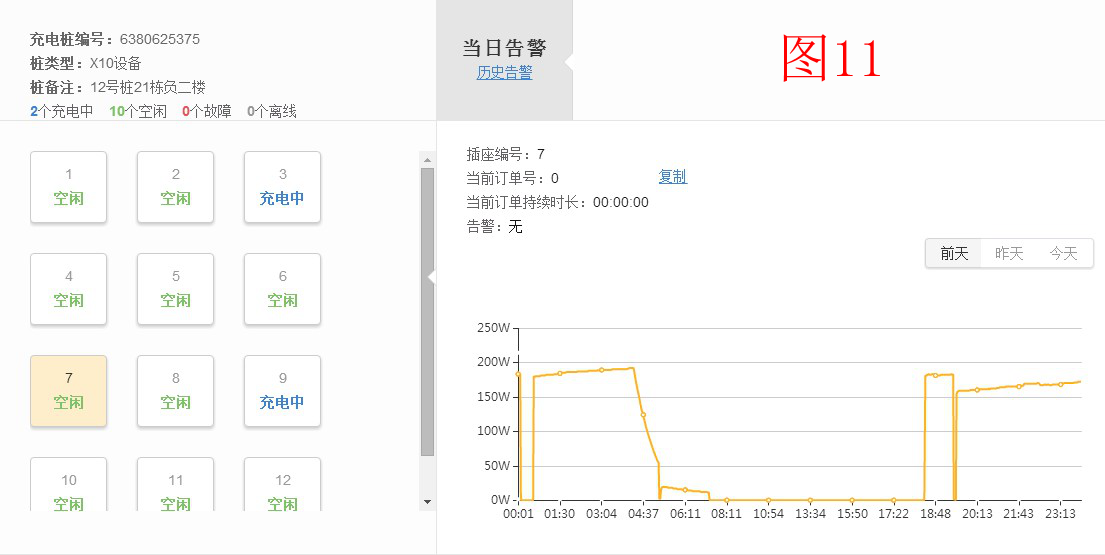 充电桩编号：6380625375
桩类型：X10设备
桩备注：12号桩21栋负二楼
2个充电中 10个空闲 0个故障 0个离线
1
空闲
2
空闲
3
充电中
4
空闲
5
空闲
6
空闲
7
空闲
8
空闲
9
充电中
10
空闲
11
空闲
12
空闲
当日告警
历史告警
图11
插座编号：7
当前订单号：0 复制
当前订单持续时长：00:00:00
告警：无
前天 昨天 今天
250W
200W
150W
100W
50W
0W
00:01 01:30 03:04 04:37 06:11 08:11 10:54 13:34 15:50 17:22 18:48 20:13 21:43 23:13